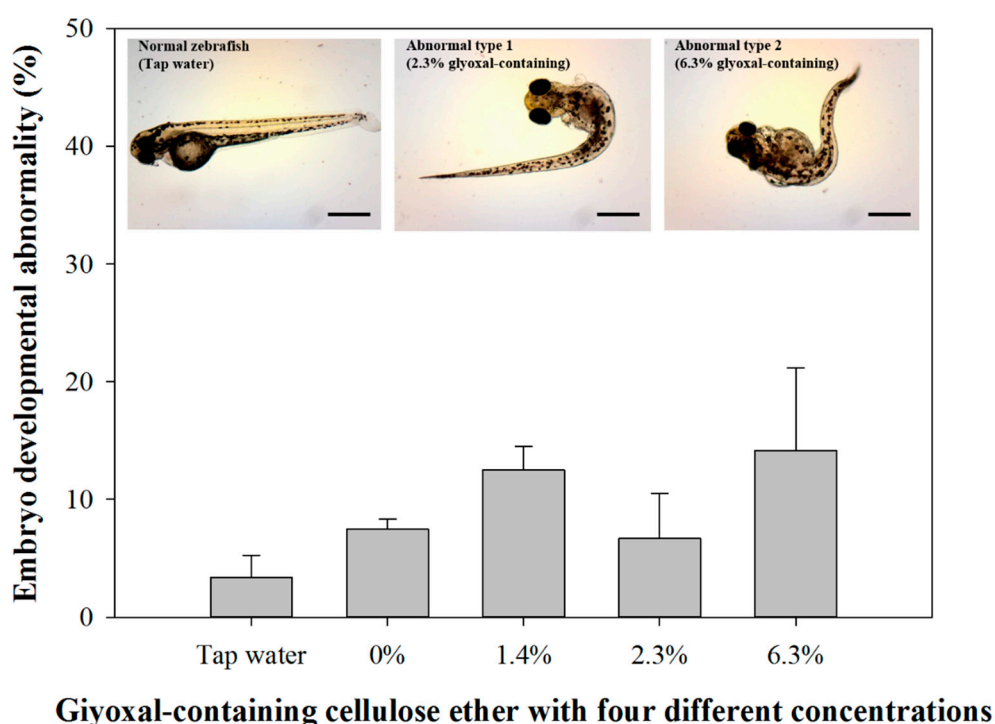 Embryo developmental abnormality (%)
50
40
30
20
10
0
Normal zebrafish
(Tap water)
Abnormal type 1
(2.3% glyoxal-containing)
Abnormal type 2
(6.3% glyoxal-containing)
Tap water
0%
1.4%
2.3%
6.3%
Giyoxal-containing cellulose ether with four different concentrations